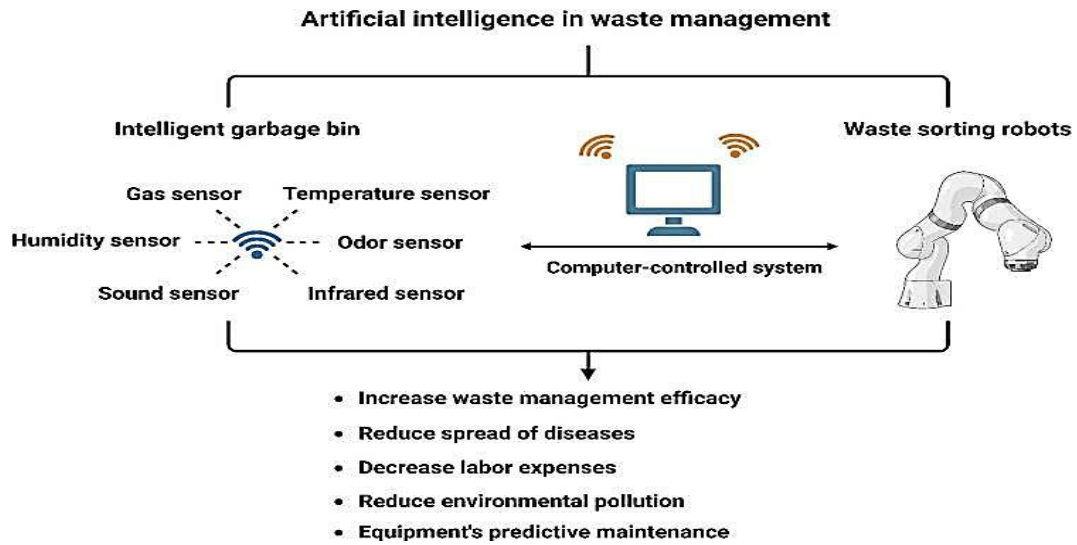 Artificial intelligence in waste management
Intelligent garbage bin
Waste sorting robots
Gas sensor
Temperature sensor
Humidity sensor
Odor sensor
Sound sensor
Infrared sensor
Computer-controlled system
• Increase waste management efficacy
• Reduce spread of diseases
• Decrease labor expenses
• Reduce environmental pollution
• Equipment's predictive maintenance